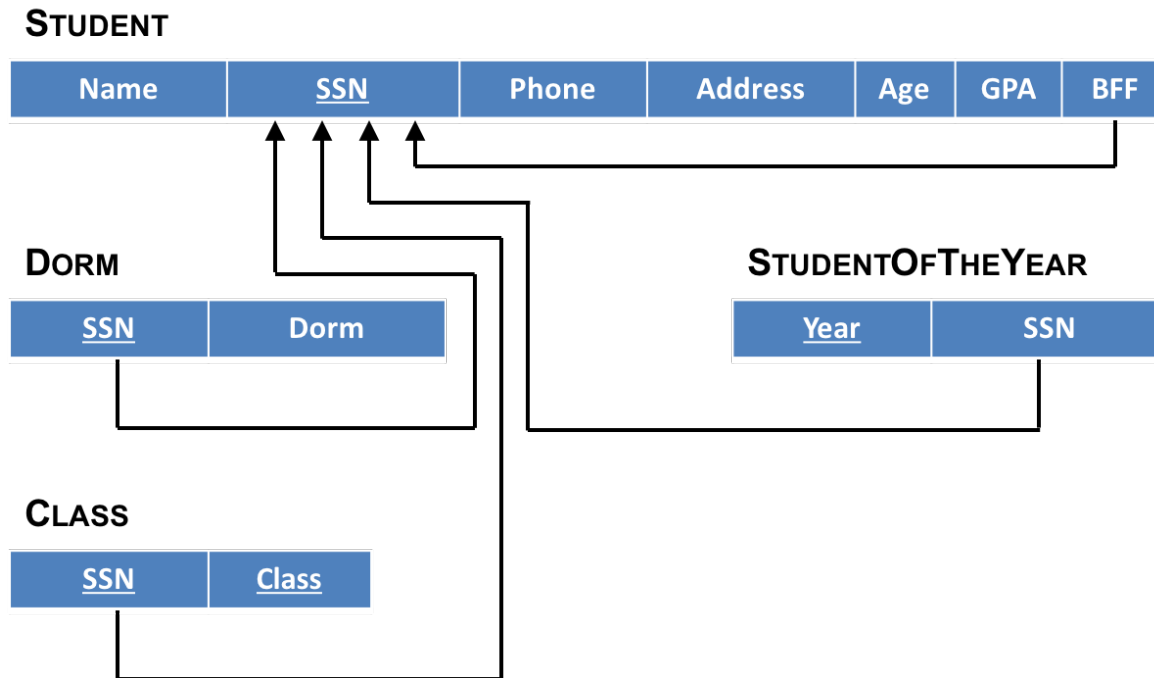 STUDENT
Name SSN Phone Address Age GPA BFF
DORM
SSN Dorm
STUDENTOFTHEYEAR
Year SSN
CLASS
SSN Class